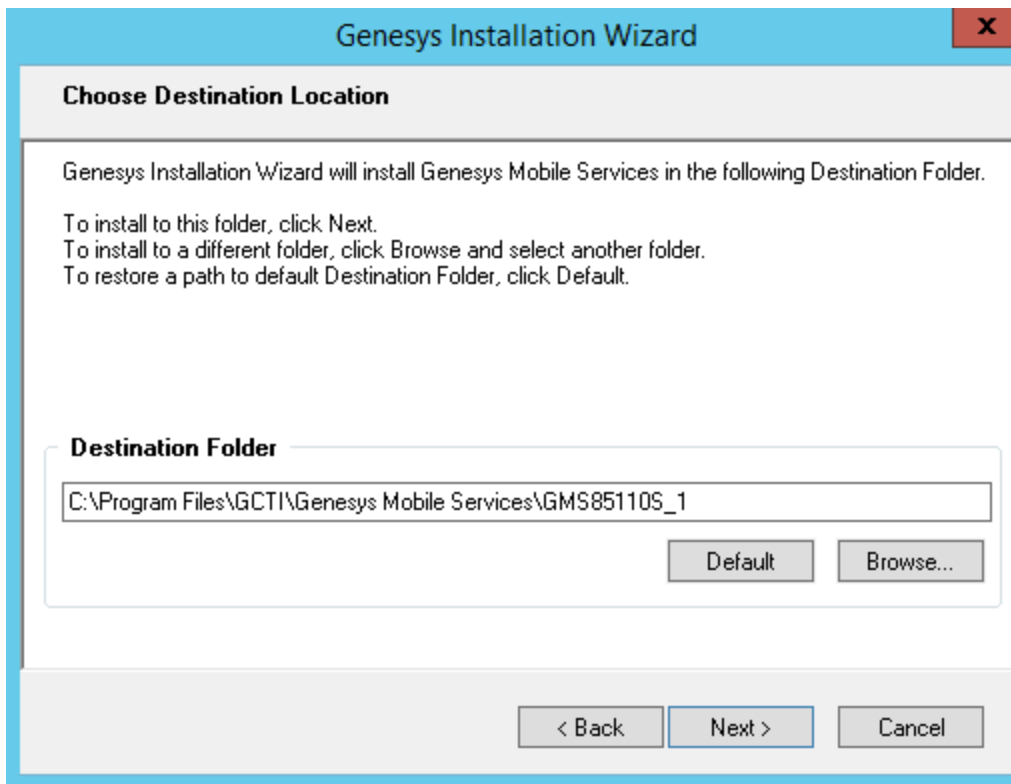 Genesys Installation Wizard
x
Choose Destination Location
Genesys Installation Wizard will install Genesys Mobile Services in the following Destination Folder.
To install to this folder, click Next.
To install to a different folder, click Browse and select another folder.
To restore a path to default Destination Folder, click Default.
Destination Folder
C:\Program Files\GCTI\Genesys Mobile Services\GMS85110S_1
Default Browse...
< Back Next > Cancel